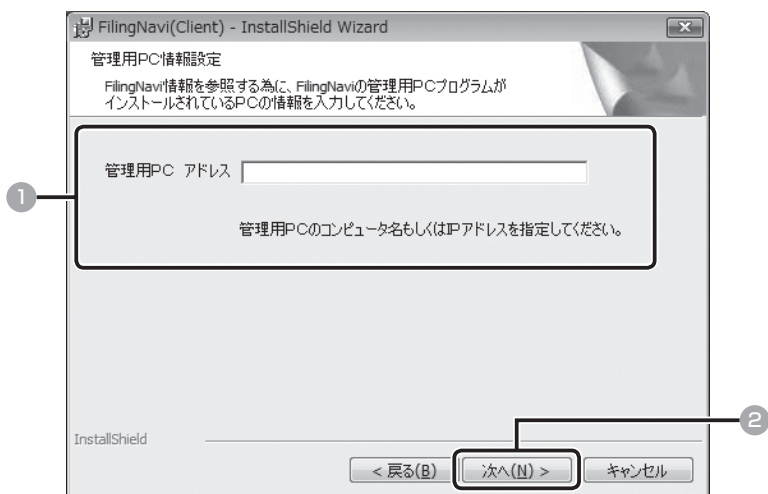 FilingNavi(Client) - InstallShield Wizard
管理用PC情報設定
FilingNavi情報を参照する為に、FilingNaviの管理用PCプログラムが
インストールされているPCの情報を入力してください。
1
管理用PC アドレス
管理用PCのコンピュータ名もしくはIPアドレスを指定してください。
2
InstallShield
< 戻る(B)
次へ(N) >
キャンセル